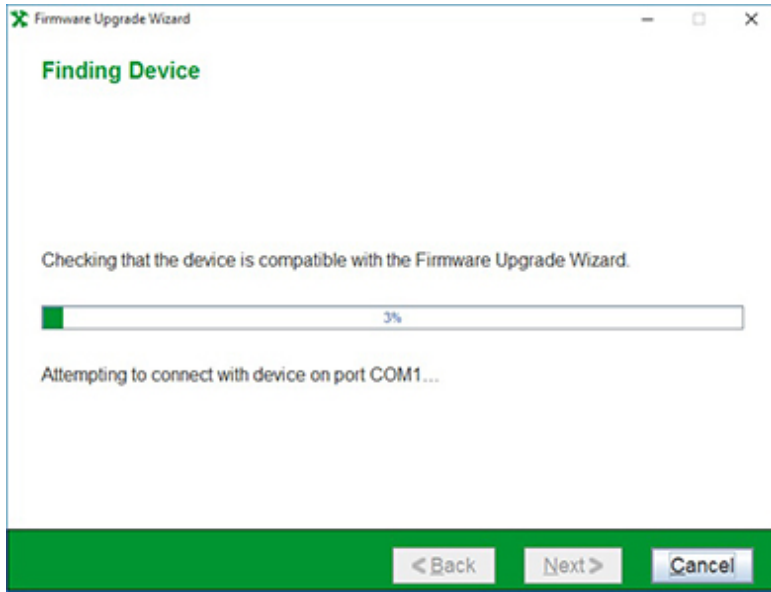 Firmware Upgrade Wizard
Finding Device
Checking that the device is compatible with the Firmware Upgrade Wizard.
3%
Attempting to connect with device on port COM1...
< Back Next > Cancel